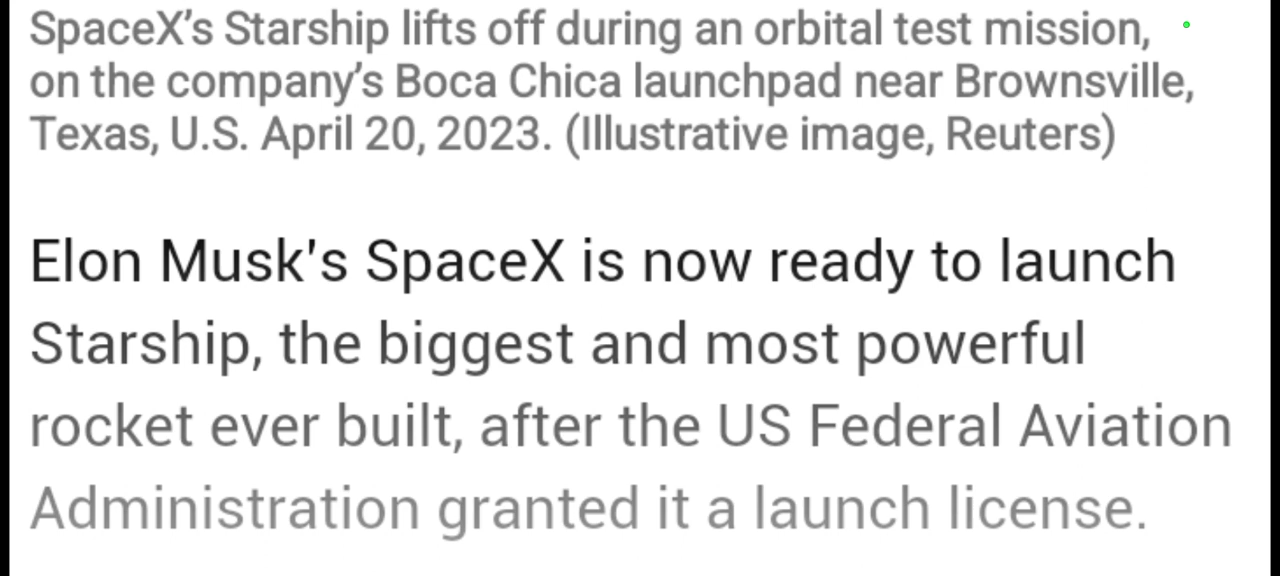 SpaceX’s Starship lifts off during an orbital test mission,
on the company’s Boca Chica launchpad near Brownsville,
Texas, U.S. April 20, 2023. (Illustrative image, Reuters)
Elon Musk's SpaceX is now ready to launch
Starship, the biggest and most powerful
rocket ever built, after the US Federal Aviation
Administration granted it a launch license.